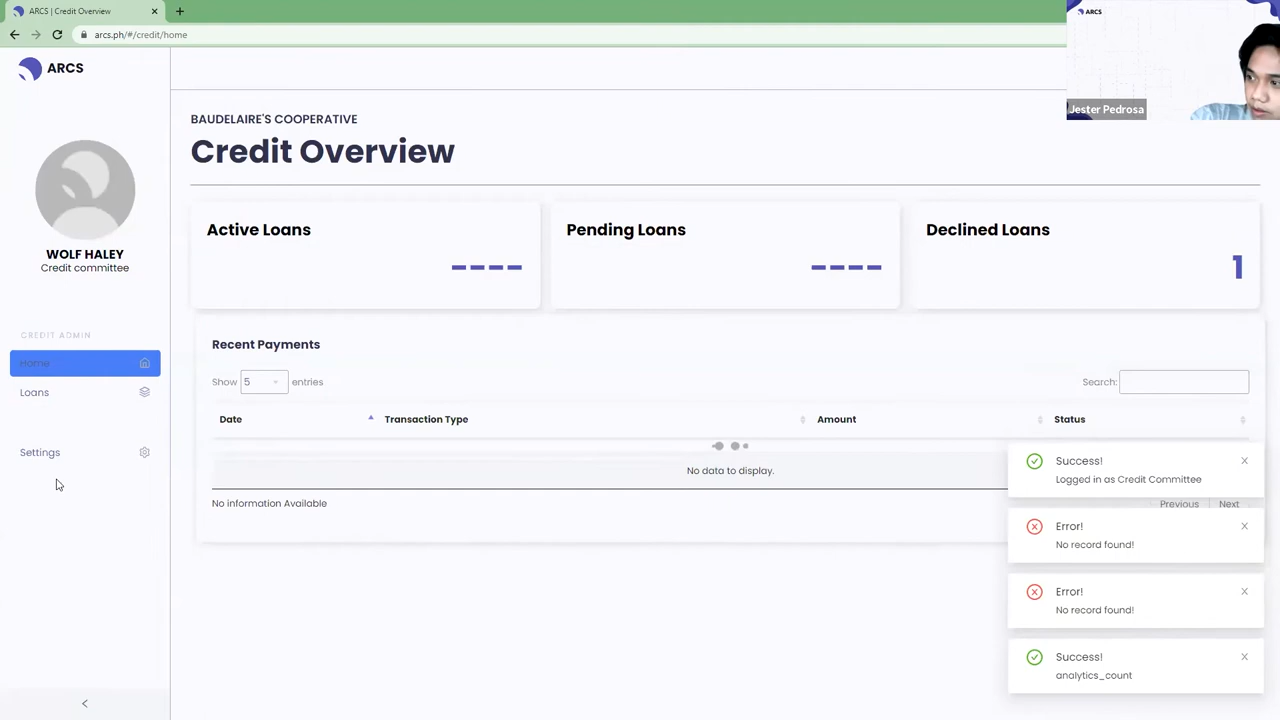 ARCS | Credit Overview
arcs.ph/#/credit/home
ARCS
ARCS
Jester Pedrosa
WOLF HALEY
Credit committee
CREDIT ADMIN
Home
Loans
Settings
BAUDELAIRE'S COOPERATIVE
Credit Overview
Active Loans
----
Pending Loans
----
Declined Loans
1
Recent Payments
Show 5 entries
Search:
Date Transaction Type Amount Status
No data to display.
No information Available
Previous Next
Success!
Logged in as Credit Committee
Error!
No record found!
Error!
No record found!
Success!
analytics_count